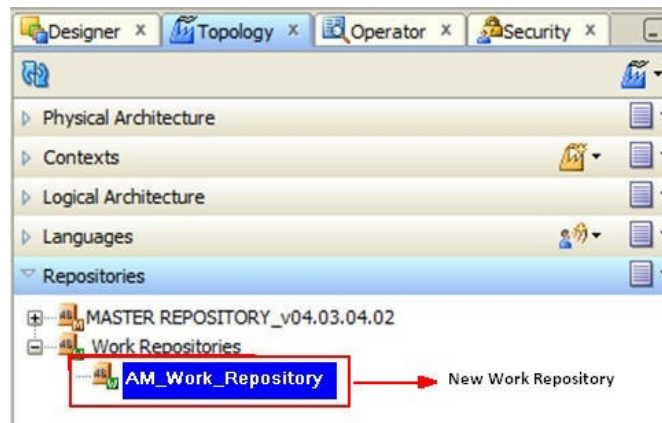 Designer Topology Operator Security
Physical Architecture
Contexts
Logical Architecture
Languages
Repositories
MASTER REPOSITORY_v04.03.04.02
Work Repositories
AM_Work_Repository New Work Repository